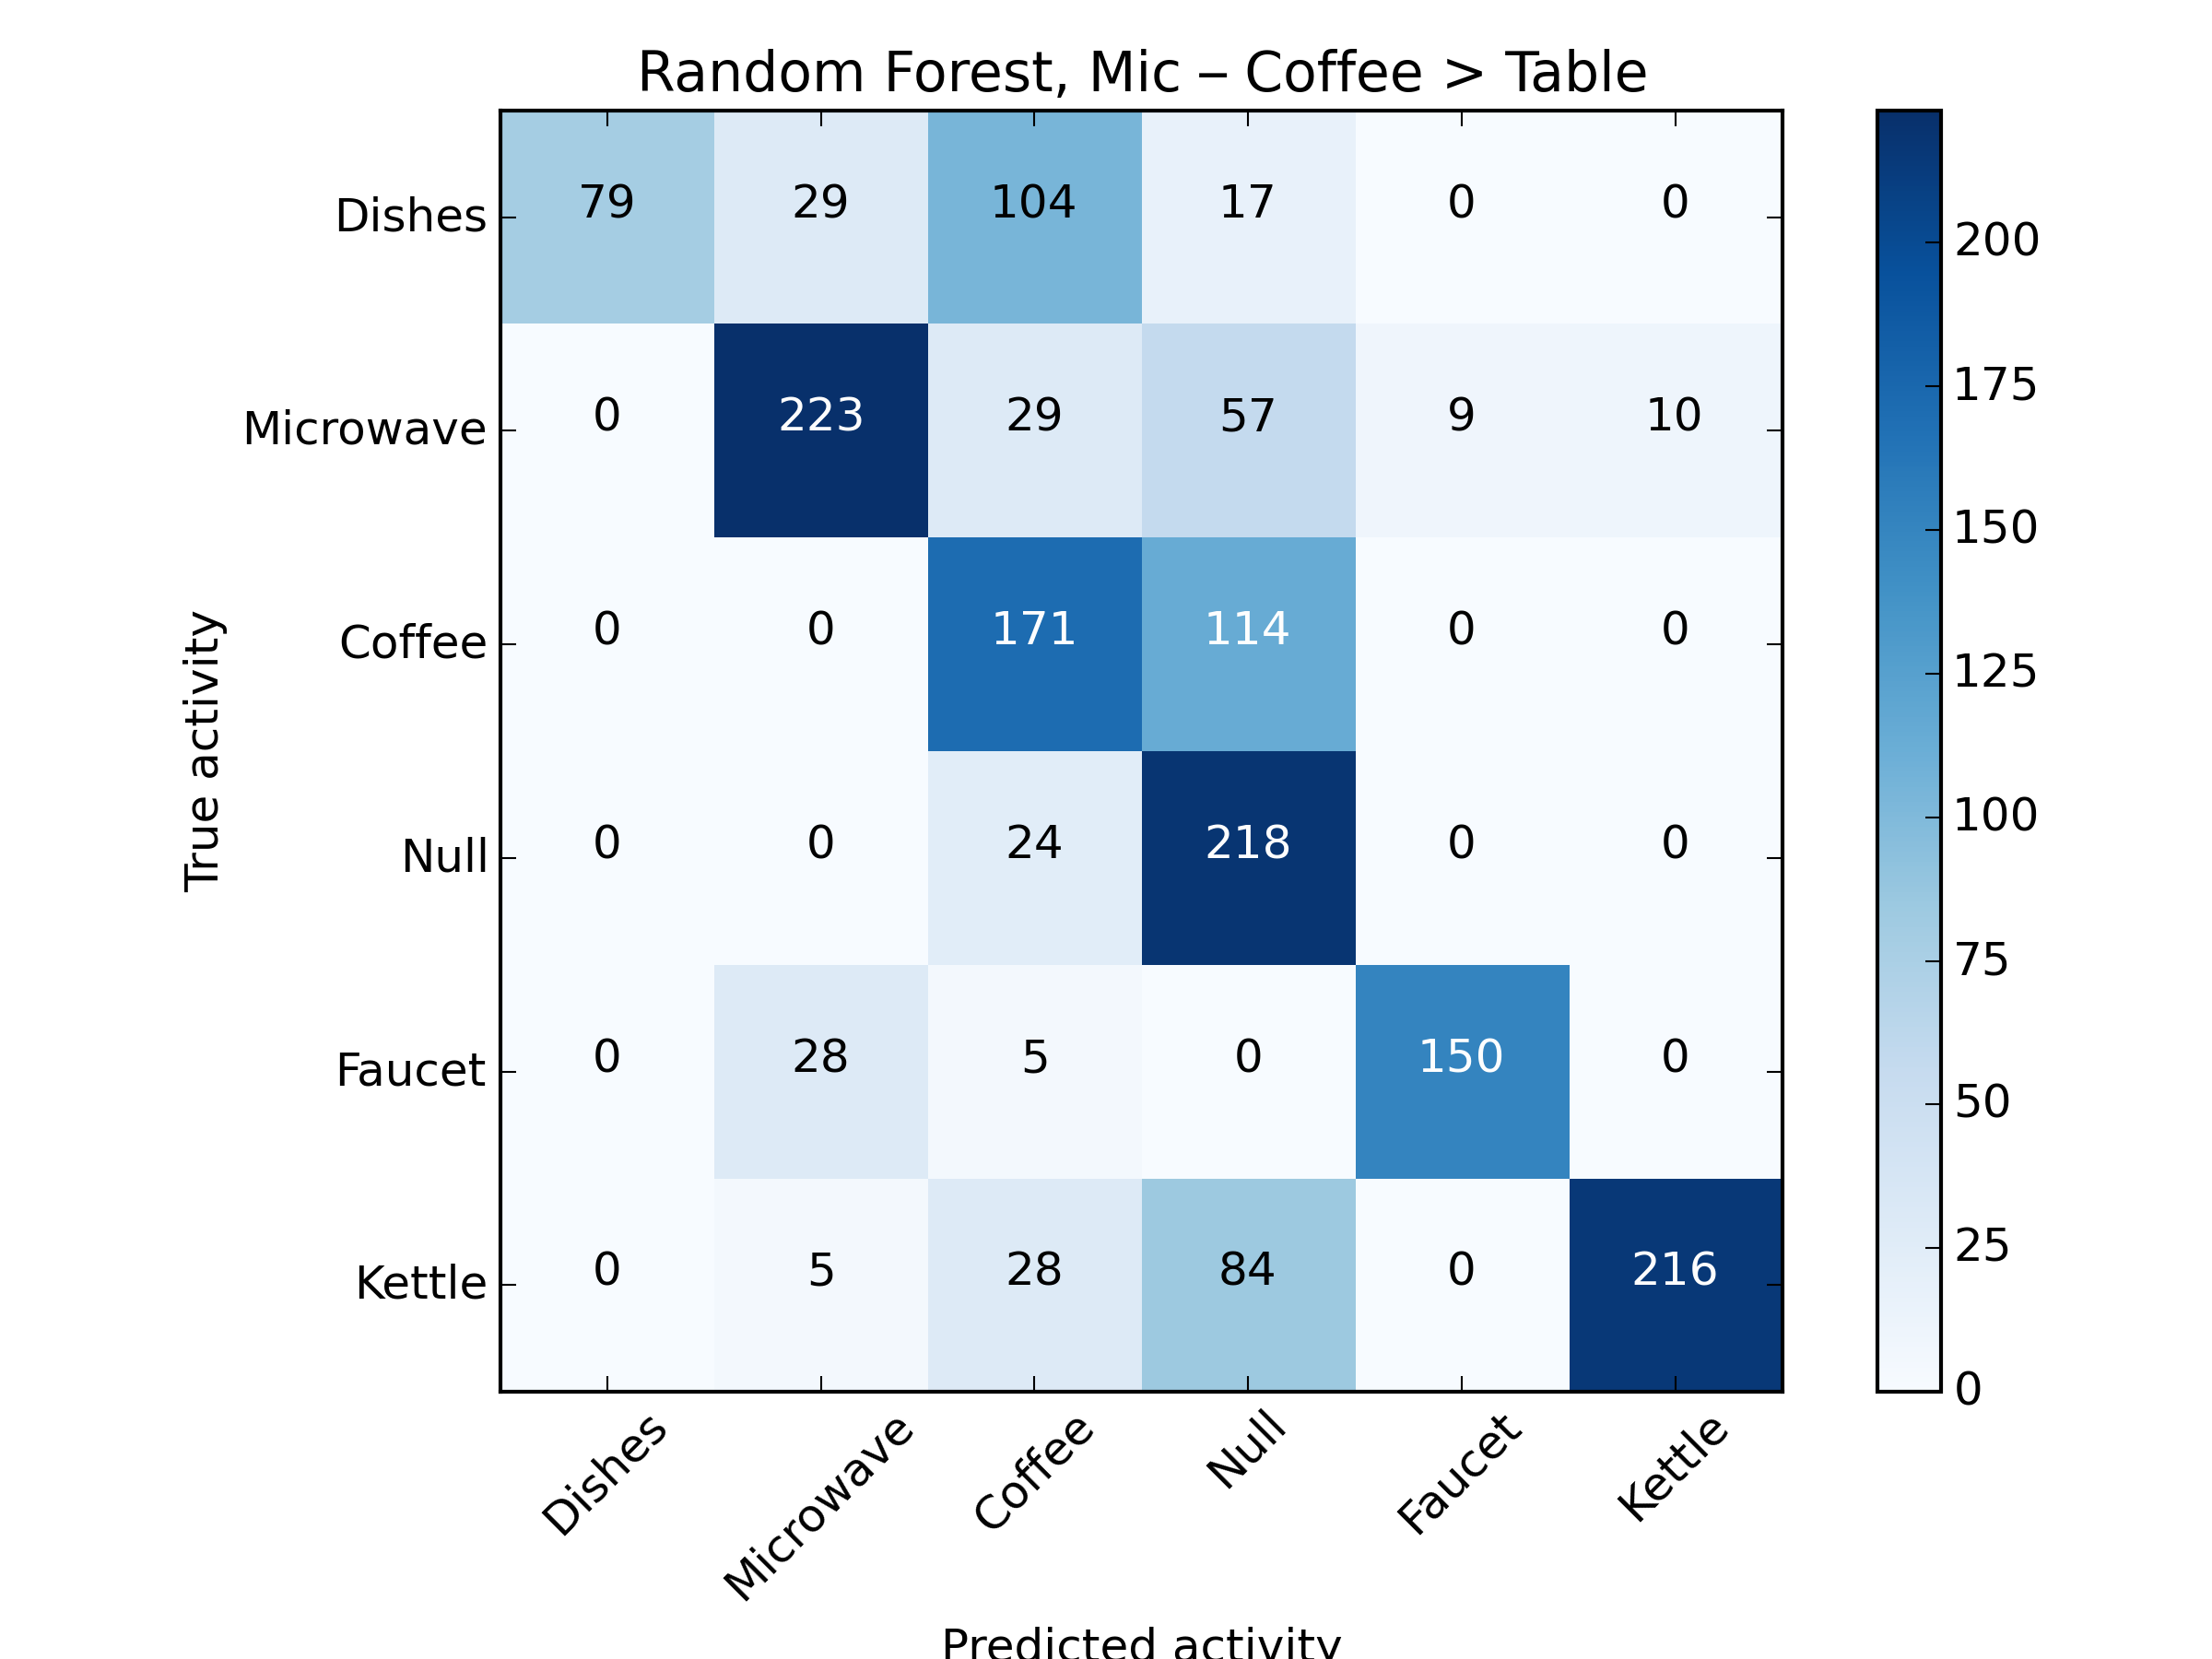 Random Forest, Mic – Coffee > Table
Dishes 79 29 104 17 0 0
Microwave 0 223 29 57 9 10
Coffee 0 0 171 114 0 0
Null 0 0 24 218 0 0
Faucet 0 28 5 0 150 0
Kettle 0 5 28 84 0 216
True activity
Dishes Microwave Coffee Null Faucet Kettle
Predicted activity
200
175
150
125
100
75
50
25
0